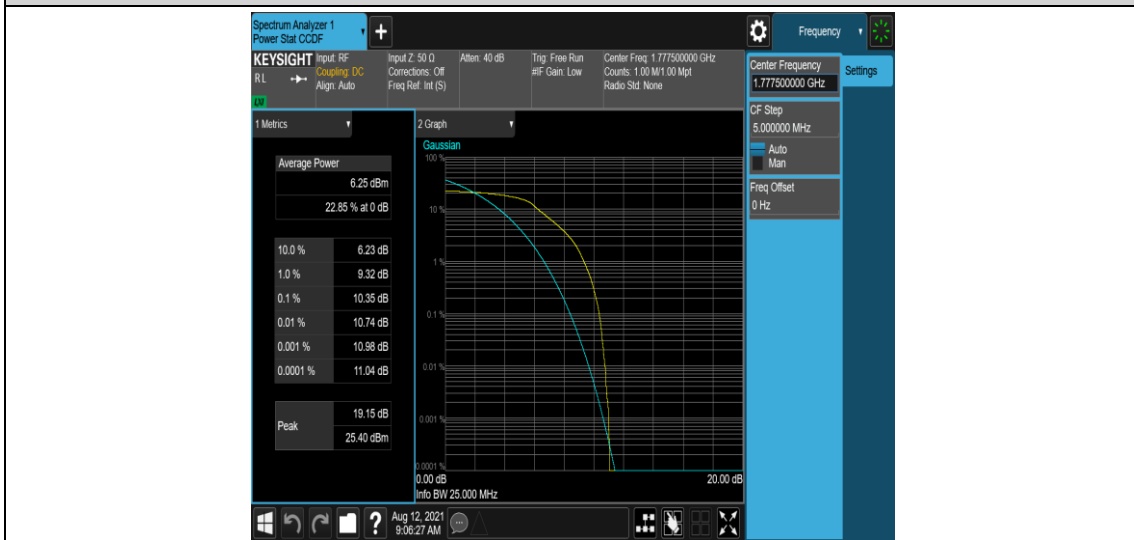 Spectrum Analyzer 1
Power Stat CCDF
+
Frequency
KEYSIGHT
RL
LXI
Input: RF
Coupling: DC
Align: Auto
Input Z: 50 Ω
Corrections: Off
Freq Ref: Int (S)
Atten: 40 dB
Trig: Free Run
#IF Gain: Low
Center Freq: 1.777500000 GHz
Counts: 1.00 M/1.00 Mpt
Radio Std: None
Center Frequency
1.777500000 GHz
Settings
CF Step
5.000000 MHz
Auto
Man
Freq Offset
0 Hz
1 Metrics
Average Power
6.25 dBm
22.85 % at 0 dB
10.0 % 6.23 dB
1.0 % 9.32 dB
0.1 % 10.35 dB
0.01 % 10.74 dB
0.001 % 10.98 dB
0.0001 % 11.04 dB
Peak
19.15 dB
25.40 dBm
2 Graph
Gaussian
100 %
10 %
1 %
0.1 %
0.01 %
0.001 %
0.0001 %
0.00 dB 20.00 dB
Info BW 25.000 MHz
?
Aug 12, 2021
9:06:27 AM